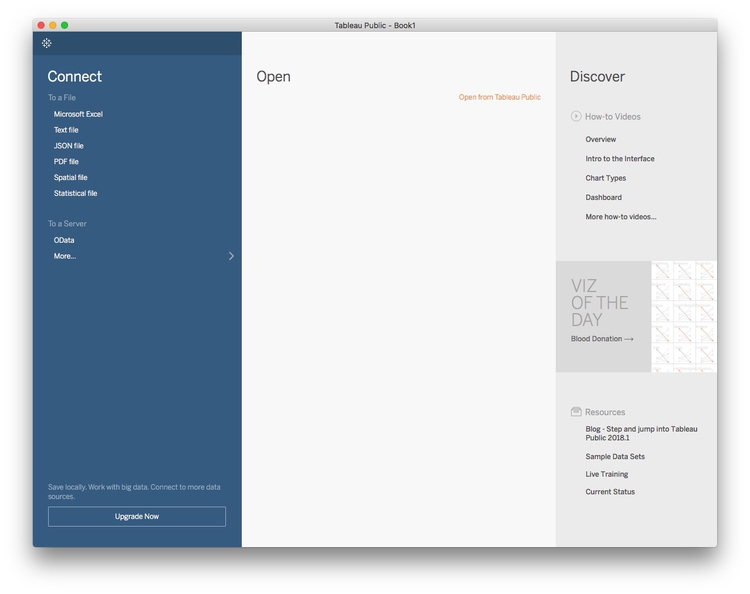 Tableau Public - Book1
Connect
To a File
Microsoft Excel
Text file
JSON file
PDF file
Spatial file
Statistical file
To a Server
OData
More...
Save locally. Work with big data. Connect to more data
sources.
Upgrade Now
Open
Open from Tableau Public
Discover
How-to Videos
Overview
Intro to the Interface
Chart Types
Dashboard
More how-to videos...
VIZ
OF THE
DAY
Blood Donation →
Resources
Blog - Step and jump into Tableau
Public 2018.1
Sample Data Sets
Live Training
Current Status